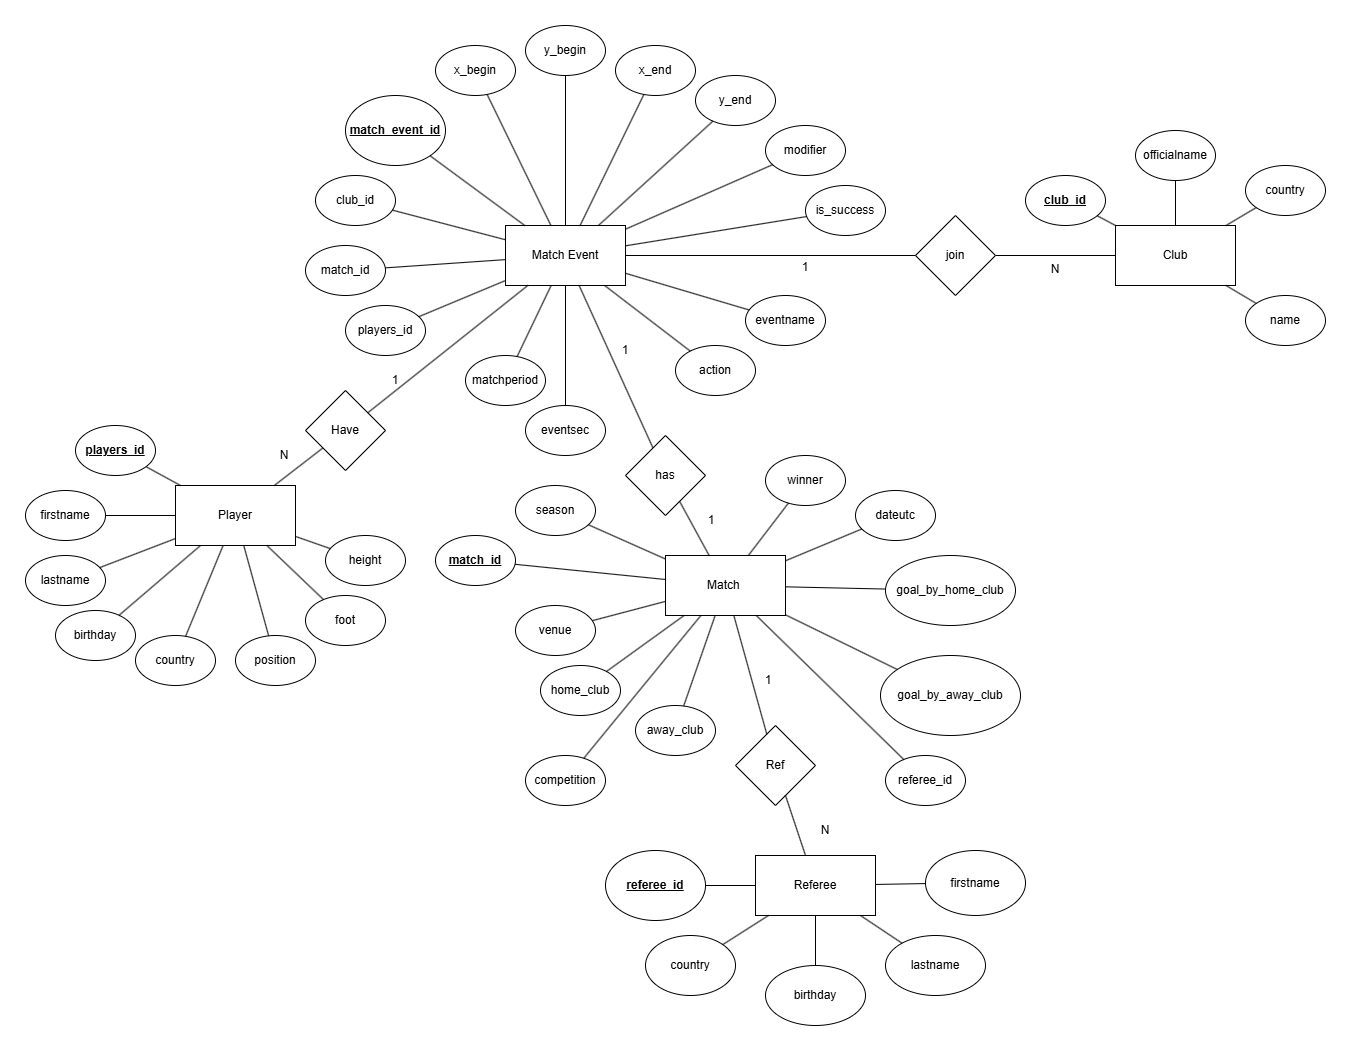 y_begin
x_begin
x_end
y_end
match_event_id
modifier
officialname
club_id
country
club_id
is_success
Match Event
join
Club
1
N
match_id
eventname
name
players_id
1
action
matchperiod
1
Have
eventsec
players_id
N
has
winner
season
dateutc
firstname
Player
1
height
match_id
Match
goal_by_home_club
lastname
foot
birthday
venue
country
position
home_club
1
goal_by_away_club
away_club
Ref
competition
referee_id
N
referee_id
Referee
firstname
country
lastname
birthday